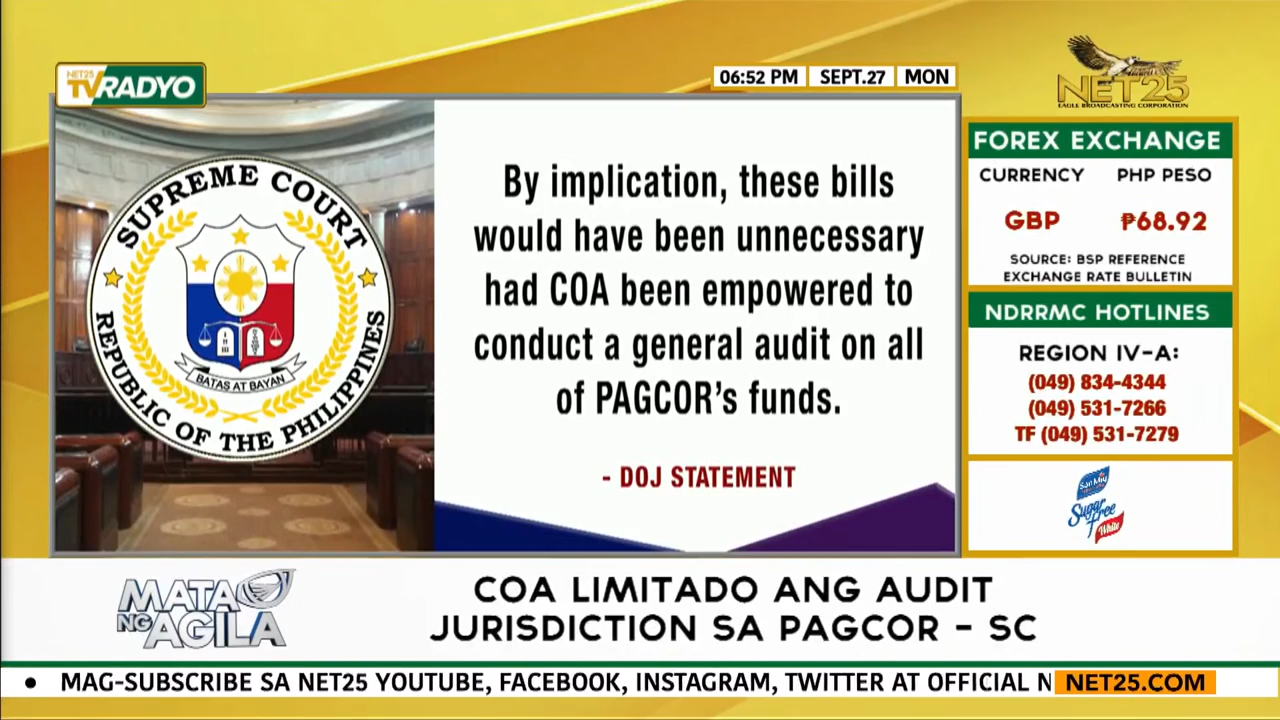 NET25
TVRADYO
06:52 PM SEPT.27 MON
NET25
EAGLE BROADCASTING CORPORATION
SUPREME COURT
REPUBLIC OF THE PHILIPPINES
BATAS AT BAYAN
By implication, these bills
would have been unnecessary
had COA been empowered to
conduct a general audit on all
of PAGCOR's funds.
- DOJ STATEMENT
FOREX EXCHANGE
CURRENCY PHP PESO
GBP ₱68.92
SOURCE: BSP REFERENCE
EXCHANGE RATE BULLETIN
NDRRMC HOTLINES
REGION IV-A:
(049) 834-4344
(049) 531-7266
TF (049) 531-7279
San Mig
Sugar
Free
White
MATA
NG AGILA
COA LIMITADO ANG AUDIT
JURISDICTION SA PAGCOR - SC
• MAG-SUBSCRIBE SA NET25 YOUTUBE, FACEBOOK, INSTAGRAM, TWITTER AT OFFICIAL N NET25.COM